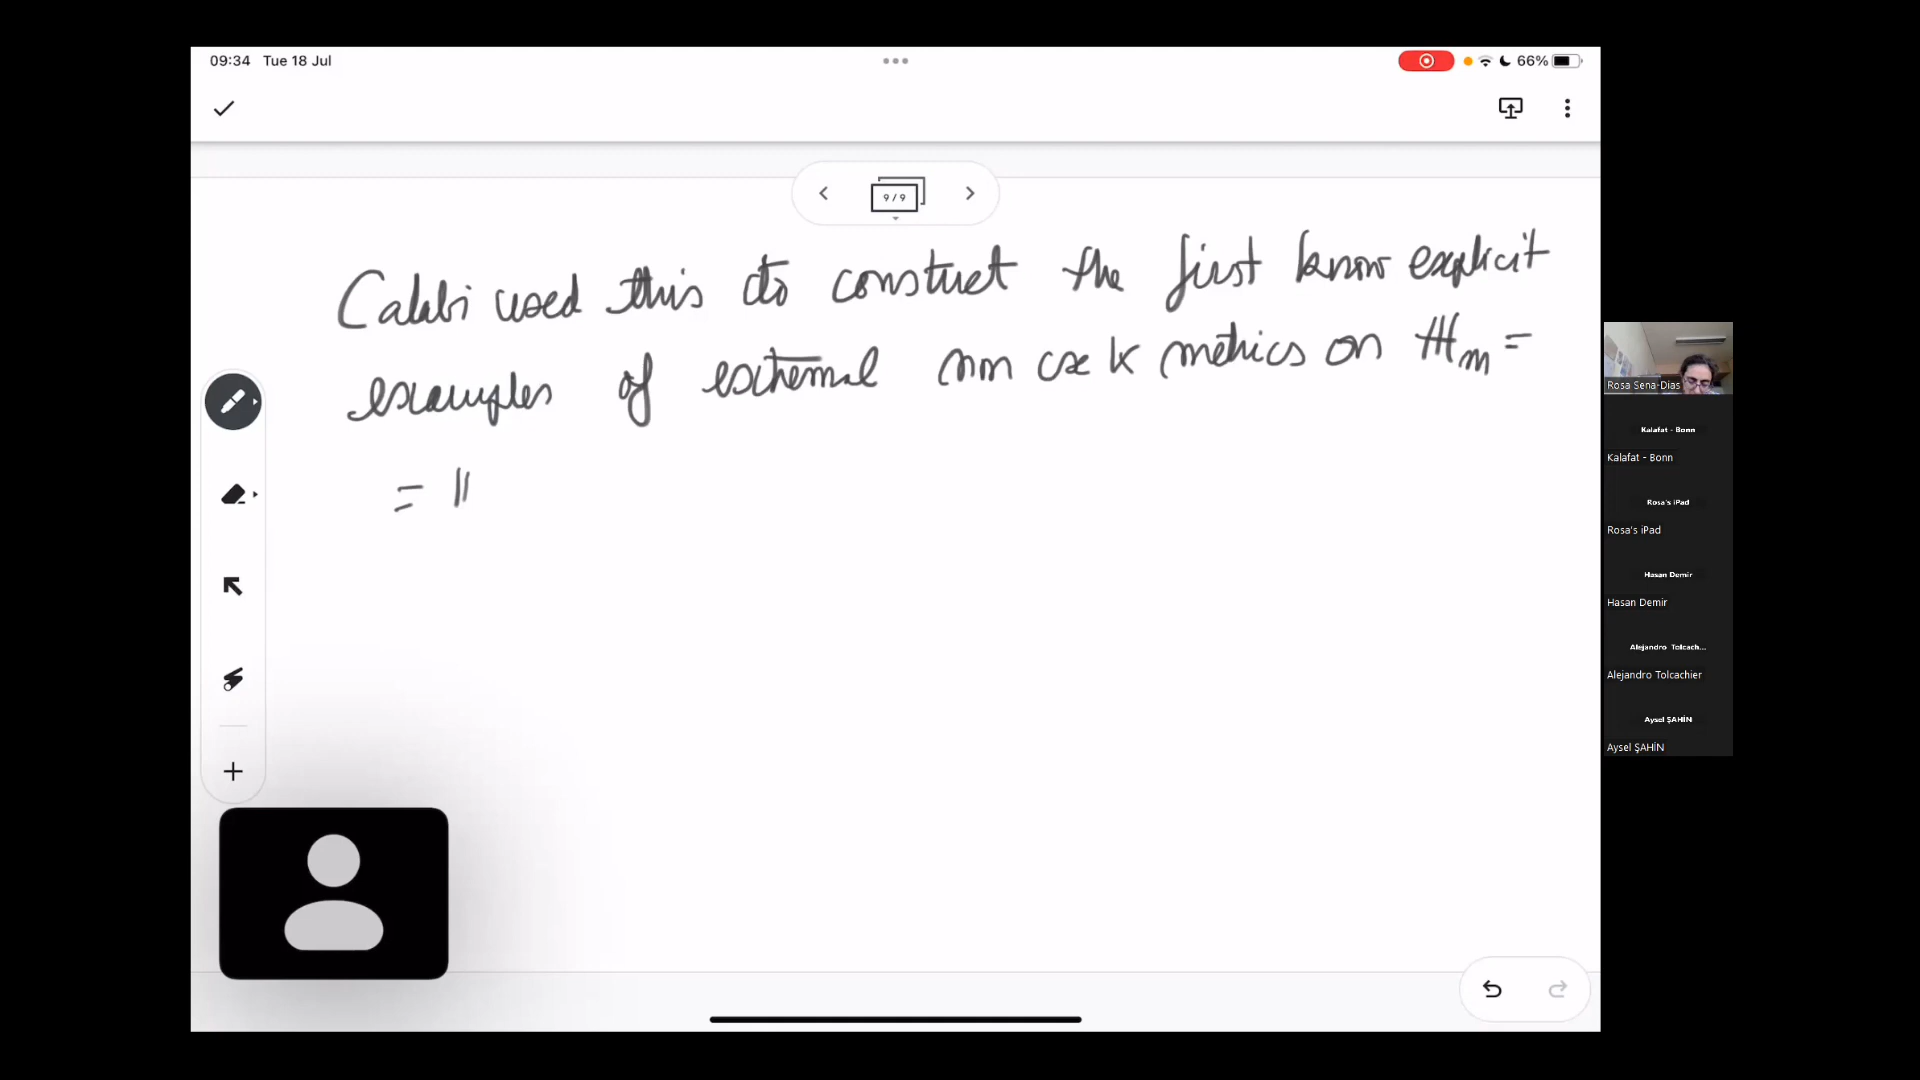 09:34 Tue 18 Jul
66%
9/9
Calabi used this to construct the first know explicit
examples of extremal non csc K metrics on ℍm =
= ||
Rosa Sena-Dias
Kalafat - Bonn
Kalafat - Bonn
Rosa's iPad
Rosa's iPad
Hasan Demir
Hasan Demir
Alejandro Tolcach...
Alejandro Tolcachier
Aysel ŞAHİN
Aysel ŞAHİN